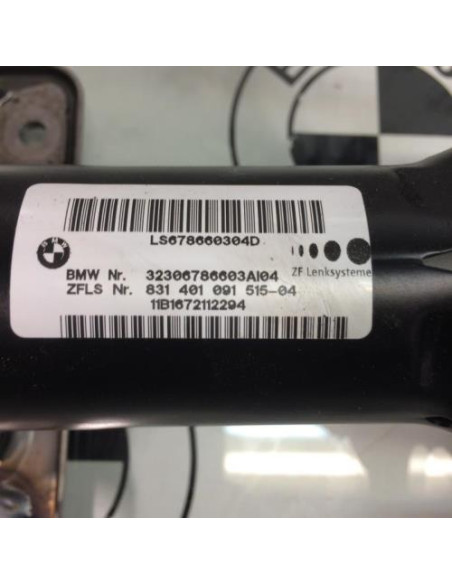 LS678660304D
BMW Nr. 32306786603AI04
ZF Lenksysteme
ZFLS Nr. 831 401 091 515-04
11B1672112294